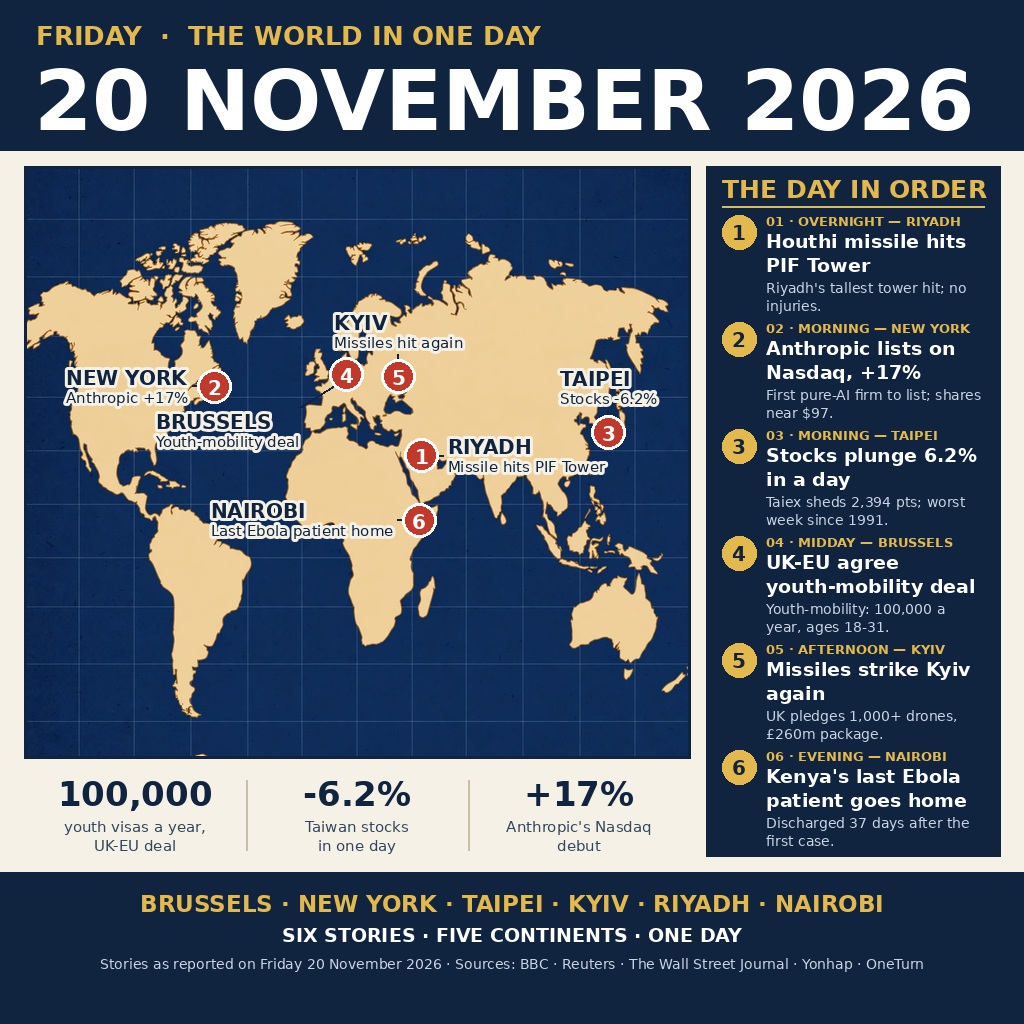 FRIDAY · THE WORLD IN ONE DAY
20 NOVEMBER 2026
KYIV
Missiles hit again
4
5
NEW YORK
Anthropic +17%
2
TAIPEI
Stocks -6.2%
BRUSSELS
Youth-mobility deal
3
1
RIYADH
Missile hits PIF Tower
NAIROBI
Last Ebola patient home
6
THE DAY IN ORDER
1
01 · OVERNIGHT — RIYADH
Houthi missile hits
PIF Tower
Riyadh's tallest tower hit; no
injuries.
2
02 · MORNING — NEW YORK
Anthropic lists on
Nasdaq, +17%
First pure-AI firm to list; shares
near $97.
3
03 · MORNING — TAIPEI
Stocks plunge 6.2%
in a day
Taiex sheds 2,394 pts; worst
week since 1991.
4
04 · MIDDAY — BRUSSELS
UK-EU agree
youth-mobility deal
Youth-mobility: 100,000 a
year, ages 18-31.
5
05 · AFTERNOON — KYIV
Missiles strike Kyiv
again
UK pledges 1,000+ drones,
£260m package.
6
06 · EVENING — NAIROBI
Kenya's last Ebola
patient goes home
Discharged 37 days after the
first case.
100,000
youth visas a year,
UK-EU deal
-6.2%
Taiwan stocks
in one day
+17%
Anthropic's Nasdaq
debut
BRUSSELS · NEW YORK · TAIPEI · KYIV · RIYADH · NAIROBI
SIX STORIES · FIVE CONTINENTS · ONE DAY
Stories as reported on Friday 20 November 2026 · Sources: BBC · Reuters · The Wall Street Journal · Yonhap · OneTurn